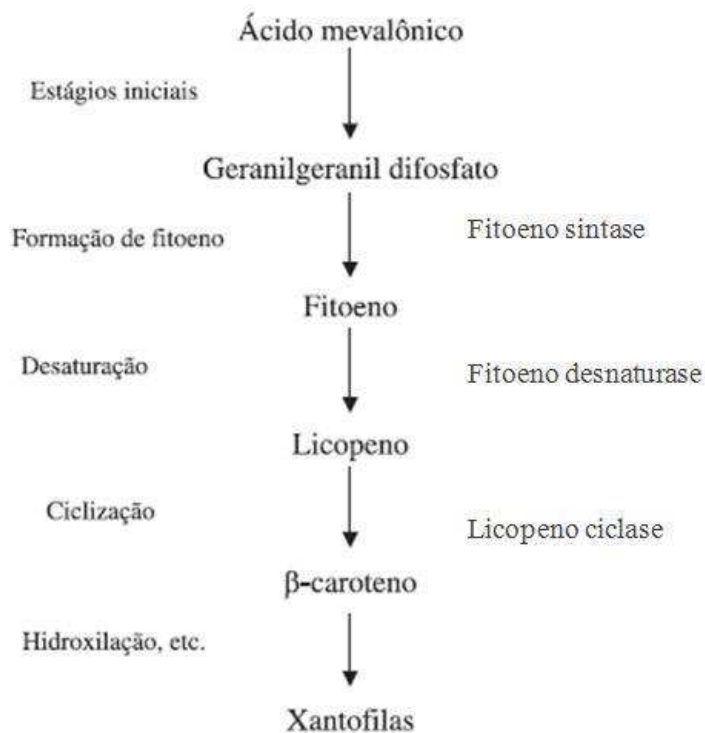 Ácido mevalônico
Estágios iniciais
Geranilgeranil difosfato
Formação de fitoeno
Fitoeno sintase
Fitoeno
Desaturação
Fitoeno desnaturase
Licopeno
Ciclização
Licopeno ciclase
β-caroteno
Hidroxilação, etc.
Xantofilas